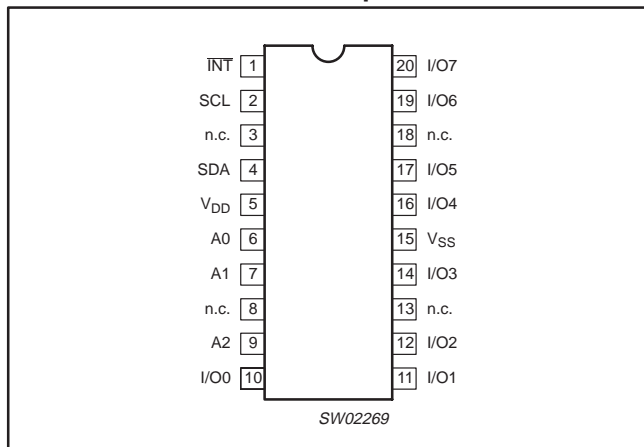 I̅N̅T̅ 1 20 I/O7
SCL 2 19 I/O6
n.c. 3 18 n.c.
SDA 4 17 I/O5
VDD 5 16 I/O4
A0 6 15 VSS
A1 7 14 I/O3
n.c. 8 13 n.c.
A2 9 12 I/O2
I/O0 10 11 I/O1
SW02269